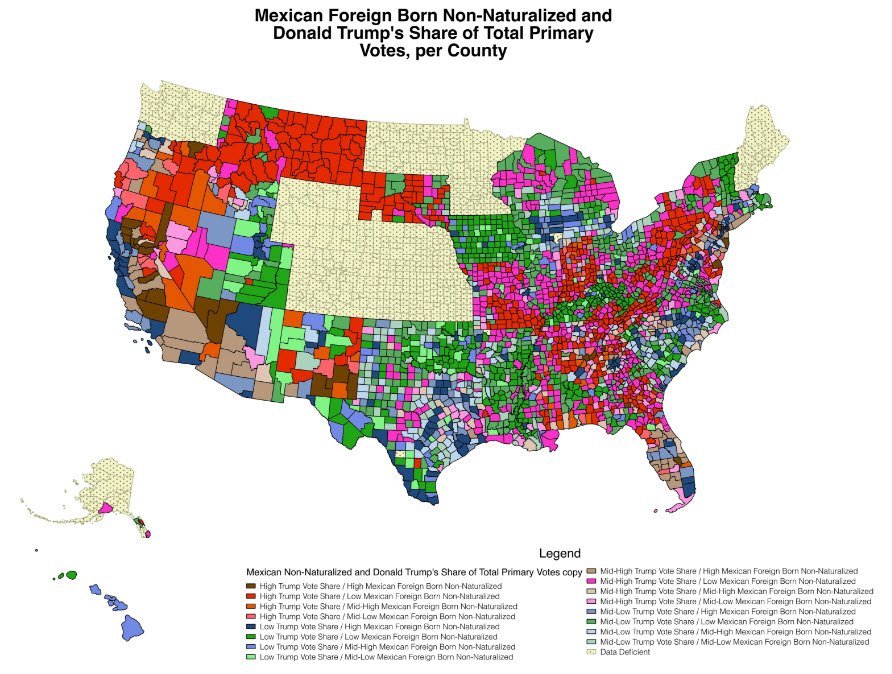 Mexican Foreign Born Non-Naturalized and
Donald Trump's Share of Total Primary
Votes, per County
Legend
Mexican Non-Naturalized and Donald Trump's Share of Total Primary Votes copy
High Trump Vote Share / High Mexican Foreign Born Non-Naturalized
High Trump Vote Share / Low Mexican Foreign Born Non-Naturalized
High Trump Vote Share / Mid-High Mexican Foreign Born Non-Naturalized
High Trump Vote Share / Mid-Low Mexican Foreign Born Non-Naturalized
Low Trump Vote Share / High Mexican Foreign Born Non-Naturalized
Low Trump Vote Share / Low Mexican Foreign Born Non-Naturalized
Low Trump Vote Share / Mid-High Mexican Foreign Born Non-Naturalized
Low Trump Vote Share / Mid-Low Mexican Foreign Born Non-Naturalized
Mid-High Trump Vote Share / High Mexican Foreign Born Non-Naturalized
Mid-High Trump Vote Share / Low Mexican Foreign Born Non-Naturalized
Mid-High Trump Vote Share / Mid-High Mexican Foreign Born Non-Naturalized
Mid-High Trump Vote Share / Mid-Low Mexican Foreign Born Non-Naturalized
Mid-Low Trump Vote Share / High Mexican Foreign Born Non-Naturalized
Mid-Low Trump Vote Share / Low Mexican Foreign Born Non-Naturalized
Mid-Low Trump Vote Share / Mid-High Mexican Foreign Born Non-Naturalized
Mid-Low Trump Vote Share / Mid-Low Mexican Foreign Born Non-Naturalized
Data Deficient